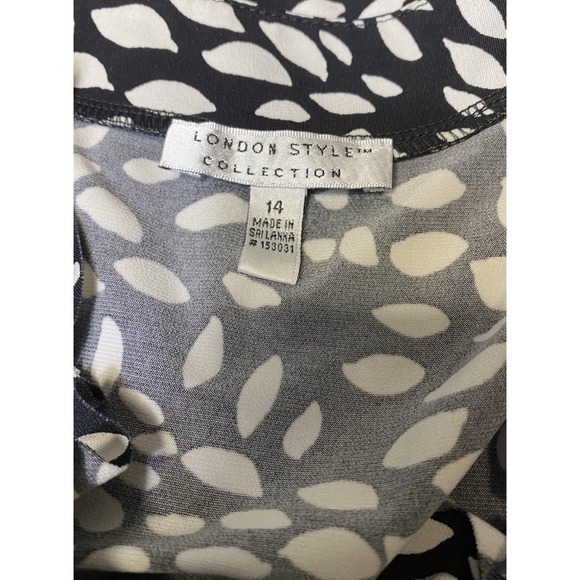 LONDON STYLE™
COLLECTION
14
MADE IN
SRI LANKA
# 153031